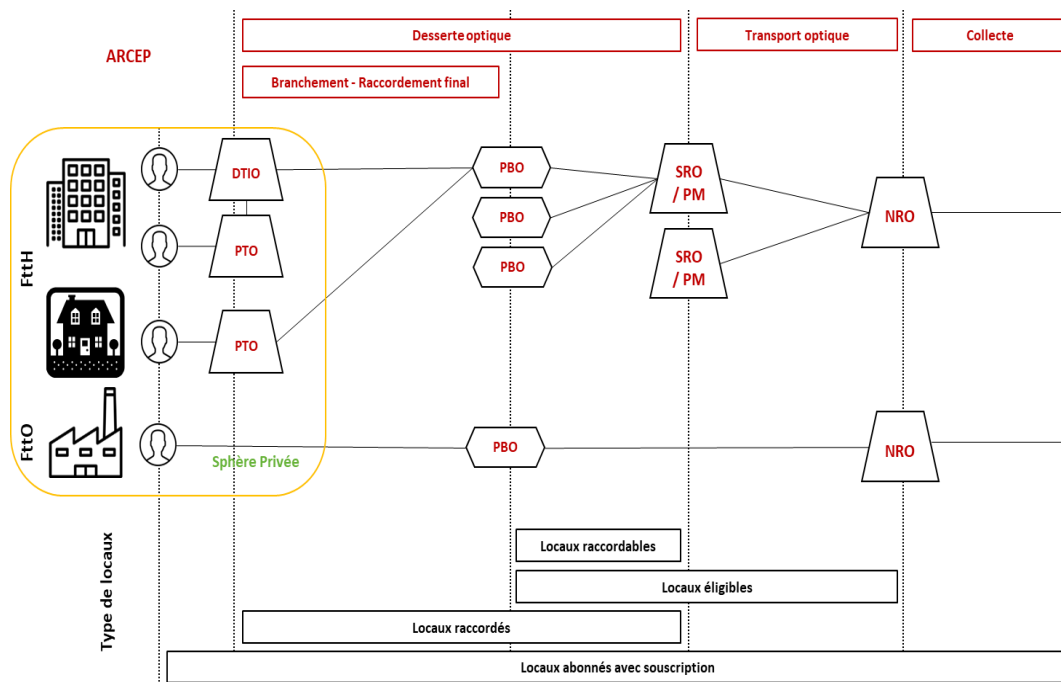 Desserte optique
Transport optique
Collecte
ARCEP
Branchement - Raccordement final
FttH
DTIO
PBO
SRO
/ PM
PTO
PBO
NRO
PBO
SRO
/ PM
PTO
FttO
PBO
NRO
Sphère Privée
Type de locaux
Locaux raccordables
Locaux éligibles
Locaux raccordés
Locaux abonnés avec souscription